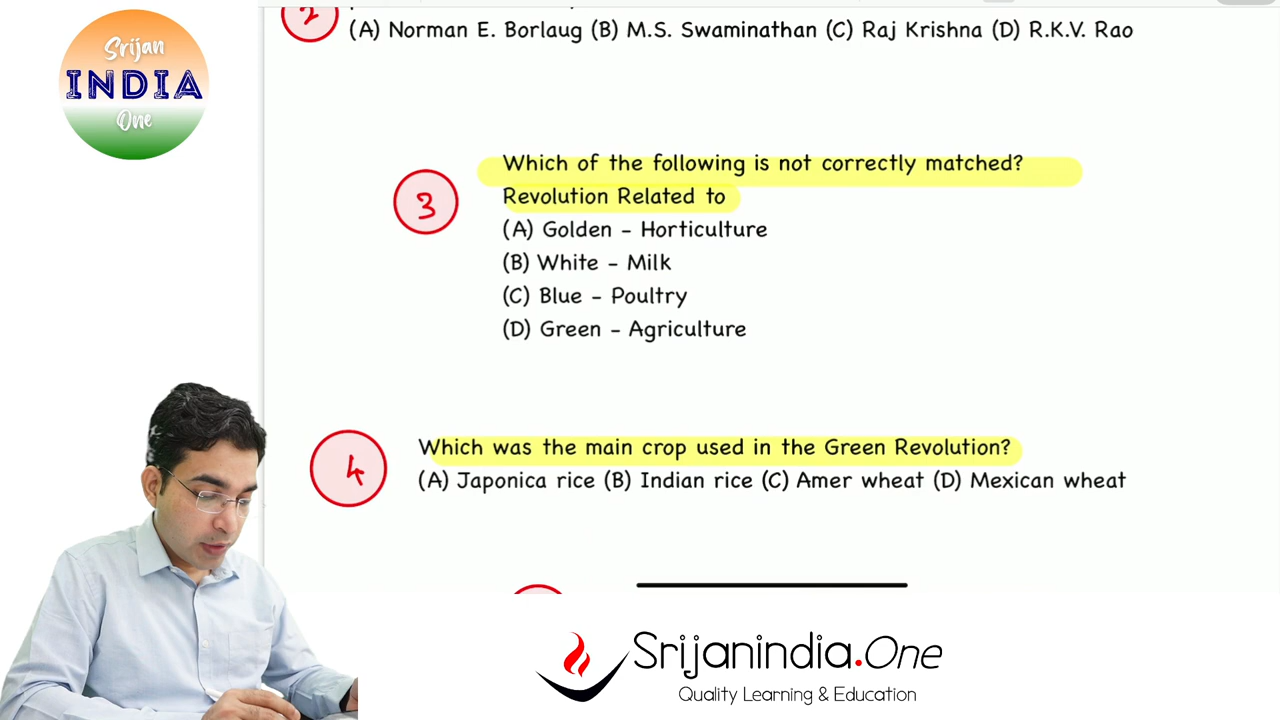 Srijan
INDIA
One
2
(A) Norman E. Borlaug (B) M.S. Swaminathan (C) Raj Krishna (D) R.K.V. Rao
3
Which of the following is not correctly matched?
Revolution Related to
(A) Golden - Horticulture
(B) White - Milk
(C) Blue - Poultry
(D) Green - Agriculture
4
Which was the main crop used in the Green Revolution?
(A) Japonica rice (B) Indian rice (C) Amer wheat (D) Mexican wheat
Srijanindia.One
Quality Learning & Education